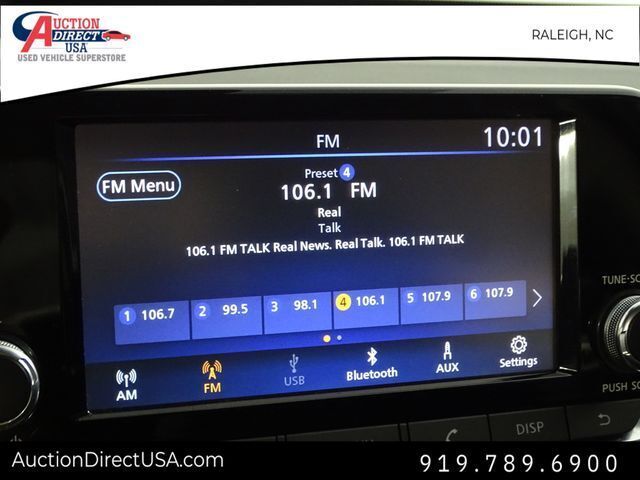 AUCTION
DIRECT
USA
USED VEHICLE SUPERSTORE
RALEIGH, NC
FM
10:01
FM Menu
Preset 4
106.1 FM
Real
Talk
106.1 FM TALK Real News. Real Talk. 106.1 FM TALK
1 106.7 2 99.5 3 98.1 4 106.1 5 107.9 6 107.9
AM FM USB Bluetooth AUX Settings
TUNE-SC
PUSH SO
DISP
AuctionDirectUSA.com
919.789.6900